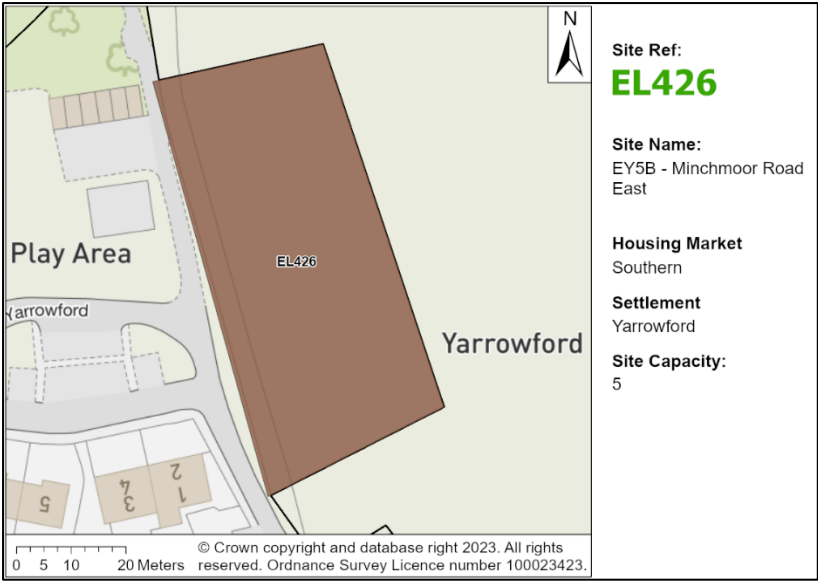 N
EL426
Play Area
Yarrowford
Yarrowford
2
1
4
3
5
0 5 10 20 Meters
© Crown copyright and database right 2023. All rights
reserved. Ordnance Survey Licence number 100023423.
Site Ref:
EL426
Site Name:
EY5B - Minchmoor Road
East
Housing Market
Southern
Settlement
Yarrowford
Site Capacity:
5